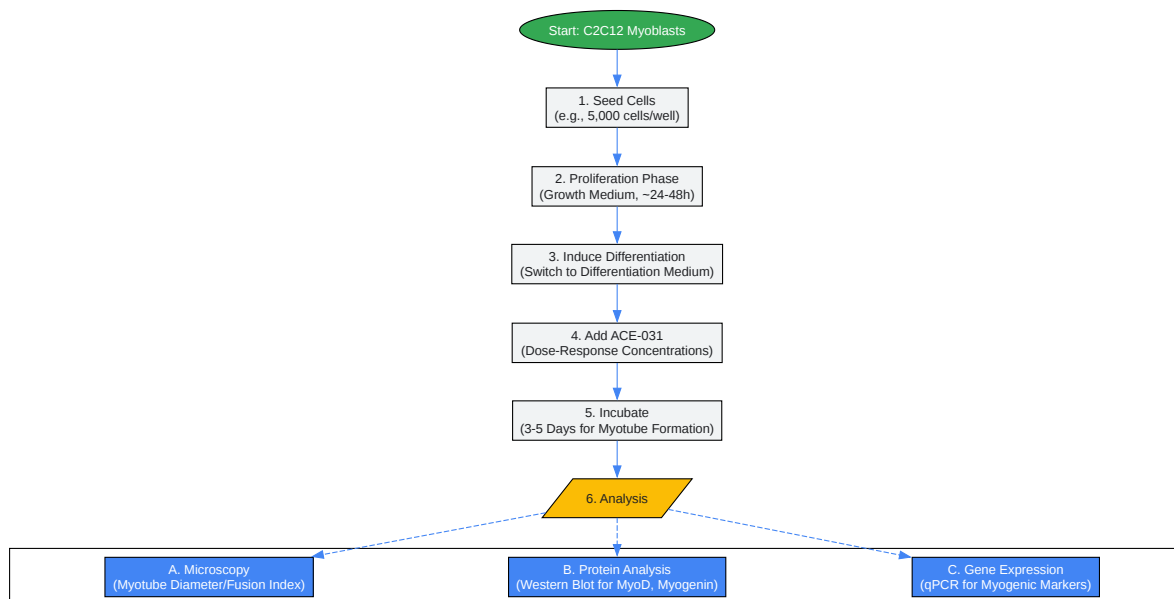 Start: C2C12 Myoblasts
1. Seed Cells
(e.g., 5,000 cells/well)
2. Proliferation Phase
(Growth Medium, ~24-48h)
3. Induce Differentiation
(Switch to Differentiation Medium)
4. Add ACE-031
(Dose-Response Concentrations)
5. Incubate
(3-5 Days for Myotube Formation)
6. Analysis
A. Microscopy
(Myotube Diameter/Fusion Index)
B. Protein Analysis
(Western Blot for MyoD, Myogenin)
C. Gene Expression
(qPCR for Myogenic Markers)